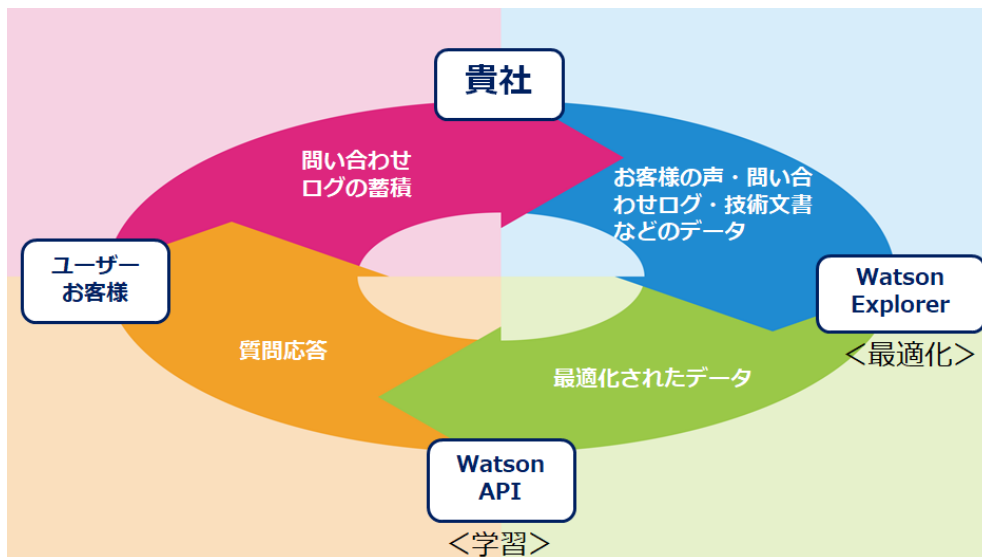 貴社
問い合わせ
ログの蓄積
お客様の声・問い合
わせログ・技術文書
などのデータ
ユーザー
お客様
Watson
Explorer
＜最適化＞
質問応答
最適化されたデータ
Watson
API
＜学習＞